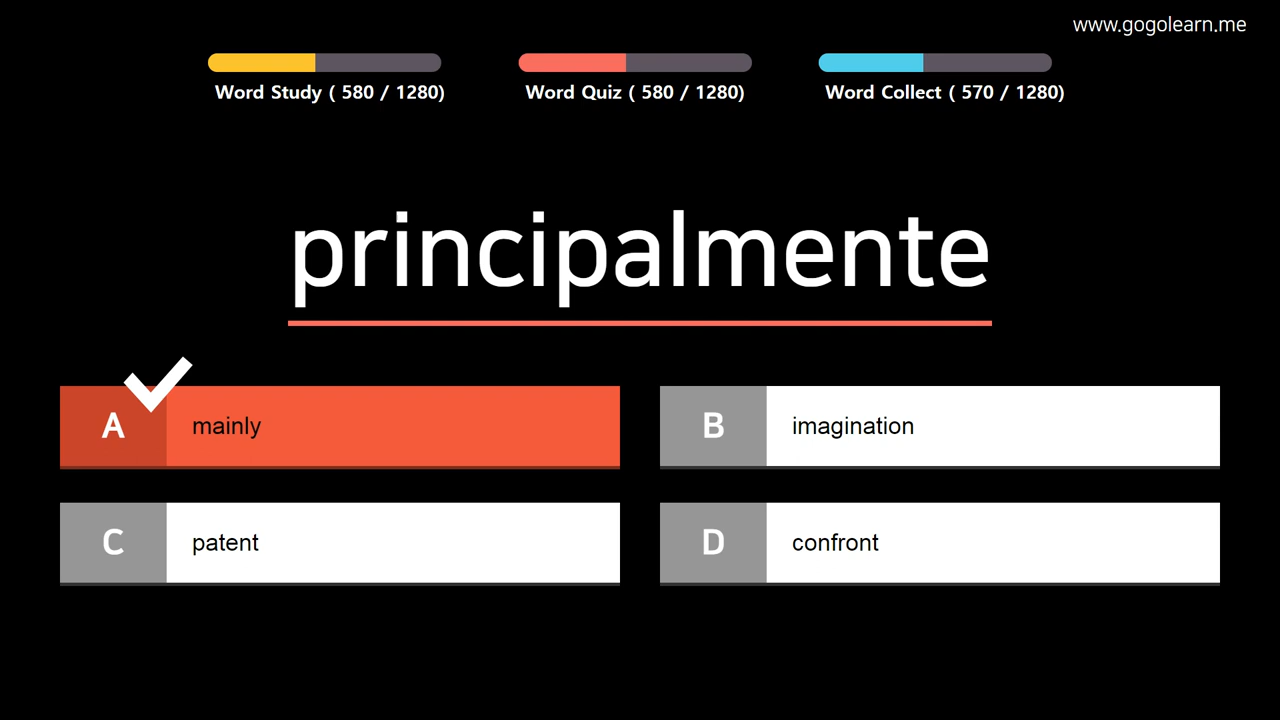 www.gogolearn.me
Word Study ( 580 / 1280)
Word Quiz ( 580 / 1280)
Word Collect ( 570 / 1280)
principalmente
A mainly
B imagination
C patent
D confront